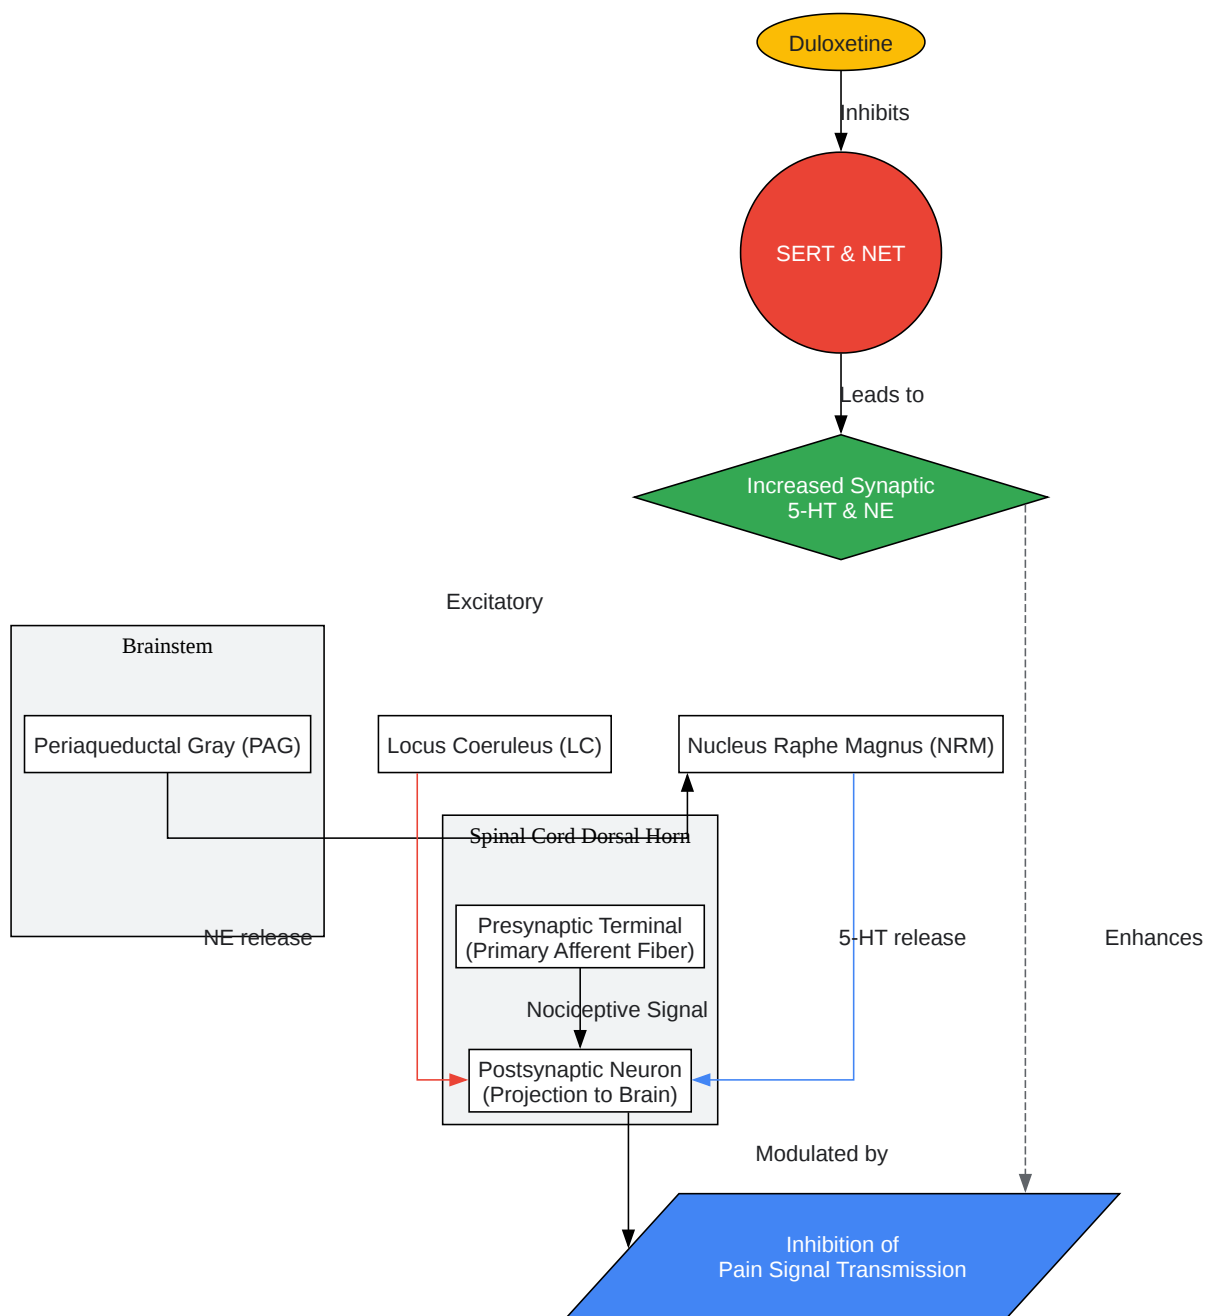 Duloxetine
Inhibits
SERT & NET
Leads to
Increased Synaptic
5-HT & NE
Excitatory
Brainstem
Periaqueductal Gray (PAG)
Locus Coeruleus (LC)
Nucleus Raphe Magnus (NRM)
Spinal Cord Dorsal Horn
Presynaptic Terminal
(Primary Afferent Fiber)
NE release
5-HT release
Enhances
Nociceptive Signal
Postsynaptic Neuron
(Projection to Brain)
Modulated by
Inhibition of
Pain Signal Transmission